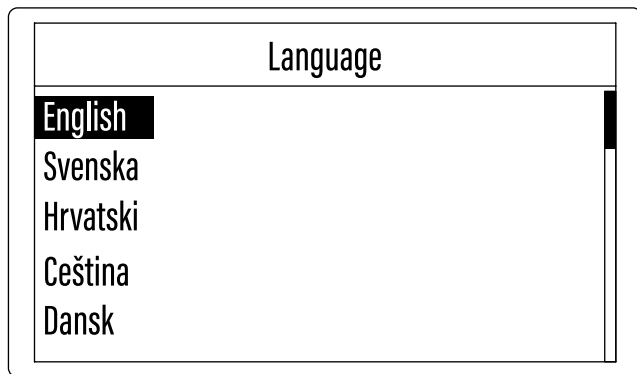 Language
English
Svenska
Hrvatski
Ceština
Dansk